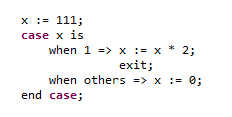 x := 111;
case x is
    when 1 => x := x * 2;
              exit;
    when others => x := 0;
end case;